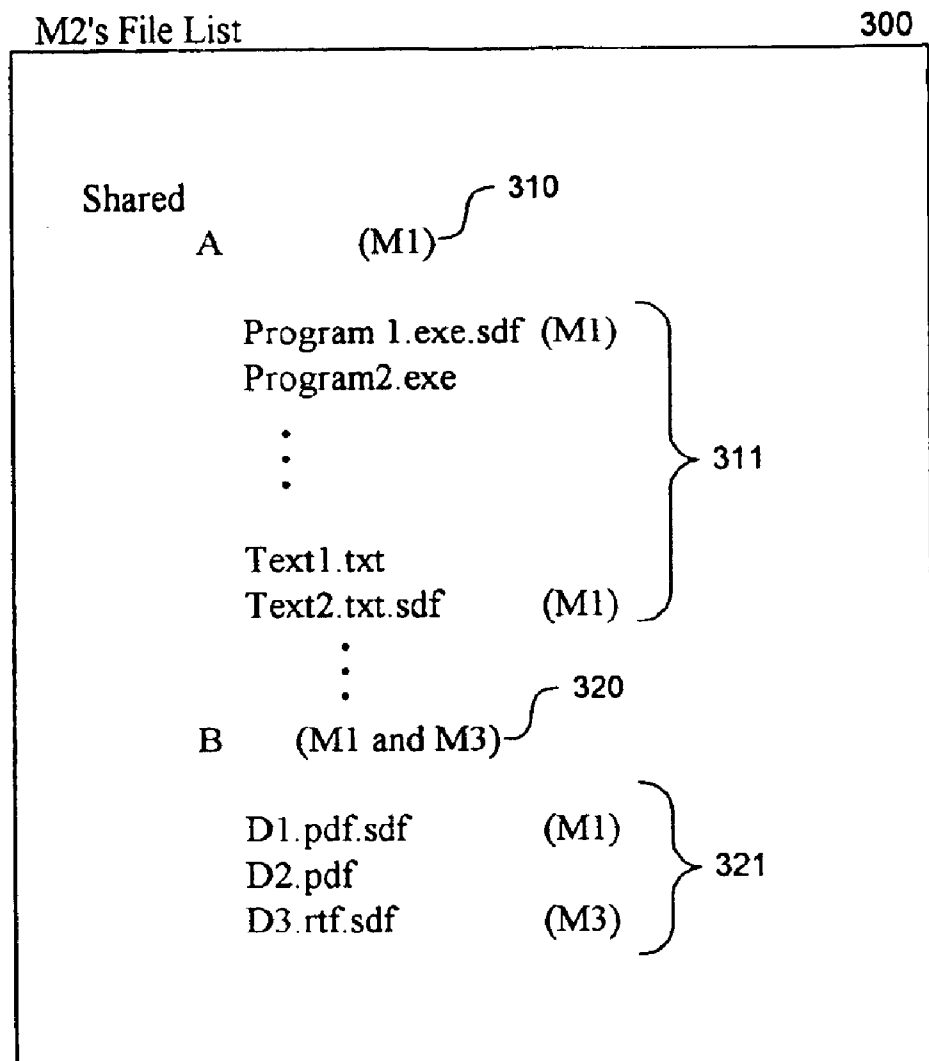 M2's File List 300
Shared
310
A (M1)
Program 1.exe.sdf (M1)
Program2.exe
311
Text1.txt
Text2.txt.sdf (M1)
320
B (M1 and M3)
D1.pdf.sdf (M1)
D2.pdf 321
D3.rtf.sdf (M3)